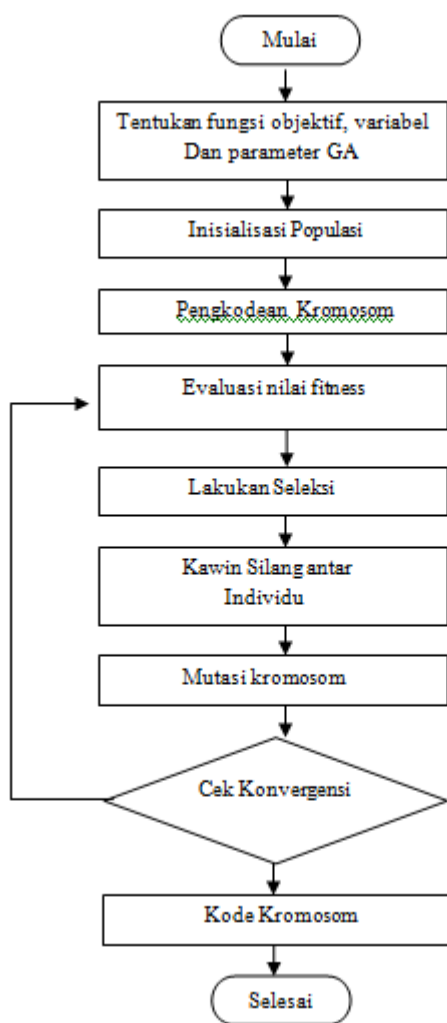 Mulai
Tentukan fungsi objektif, variabel
Dan parameter GA
Inisialisasi Populasi
Pengkodean Kromosom
Evaluasi nilai fitness
Lakukan Seleksi
Kawin Silang antar
Individu
Mutasi kromosom
Cek Konvergensi
Kode Kromosom
Selesai